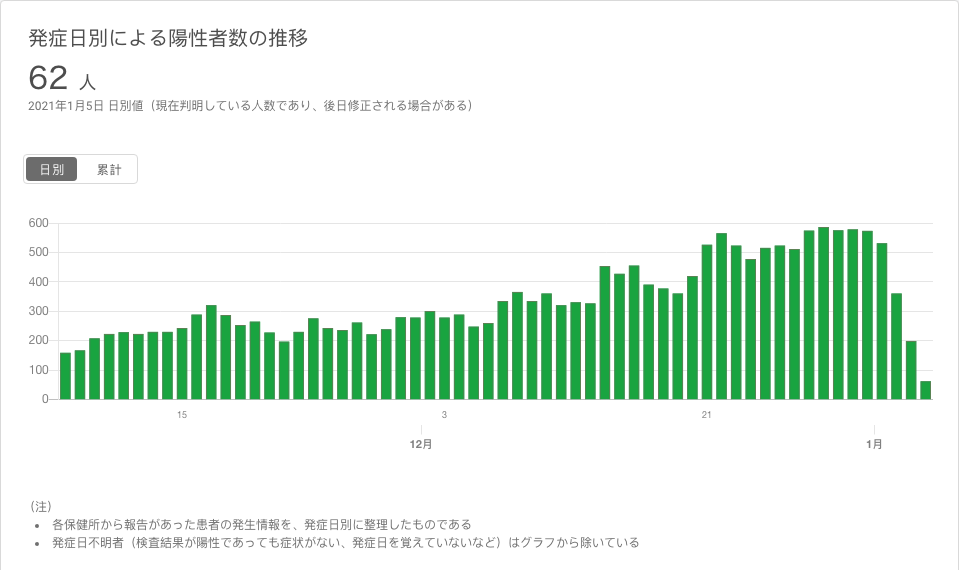 発症日別による陽性者数の推移
62 人
2021年1月5日 日別値（現在判明している人数であり、後日修正される場合がある）
日別 累計
600
500
400
300
200
100
0
15 3 21
12月 1月
（注）
• 各保健所から報告があった患者の発生情報を、発症日別に整理したものである
• 発症日不明者（検査結果が陽性であっても症状がない、発症日を覚えていないなど）はグラフから除いている